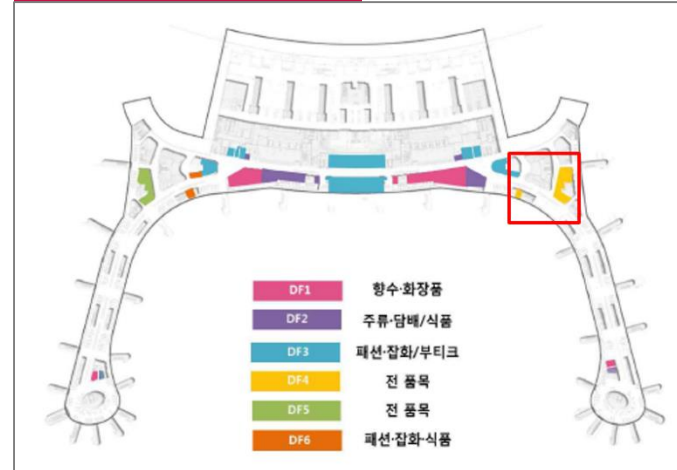 DF1 향수·화장품
DF2 주류·담배/식품
DF3 패션·잡화/부티크
DF4 전 품목
DF5 전 품목
DF6 패션·잡화·식품